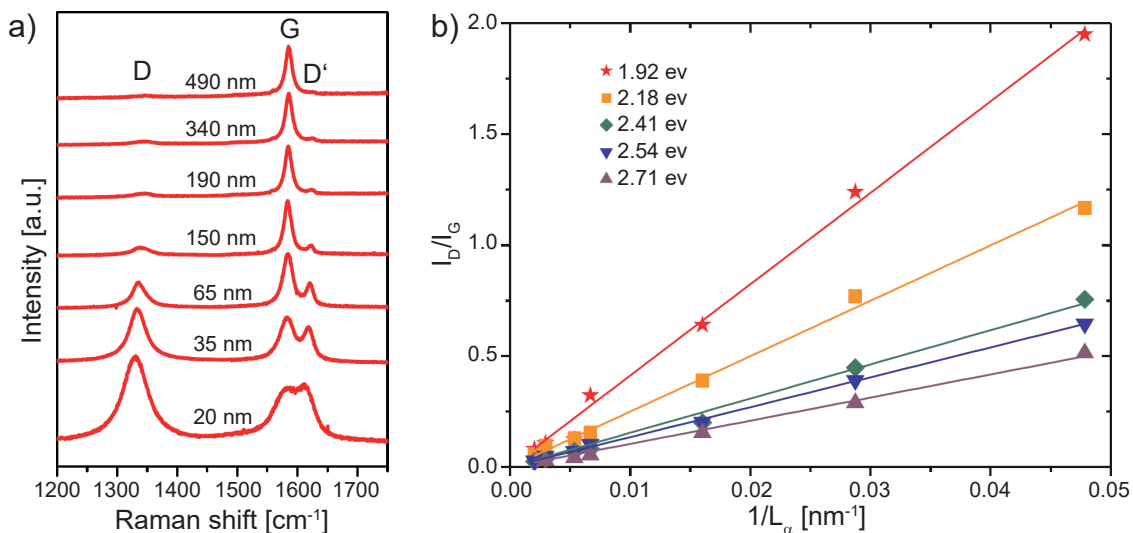 a)
G
D
D‘
490 nm
340 nm
190 nm
150 nm
65 nm
35 nm
20 nm
Intensity [a.u.]
1200 1300 1400 1500 1600 1700
Raman shift [cm⁻¹]
b)
2.0
1.5
1.0
0.5
0.0
I_D/I_G
1.92 ev
2.18 ev
2.41 ev
2.54 ev
2.71 ev
0.00 0.01 0.02 0.03 0.04 0.05
1/L_α [nm⁻¹]